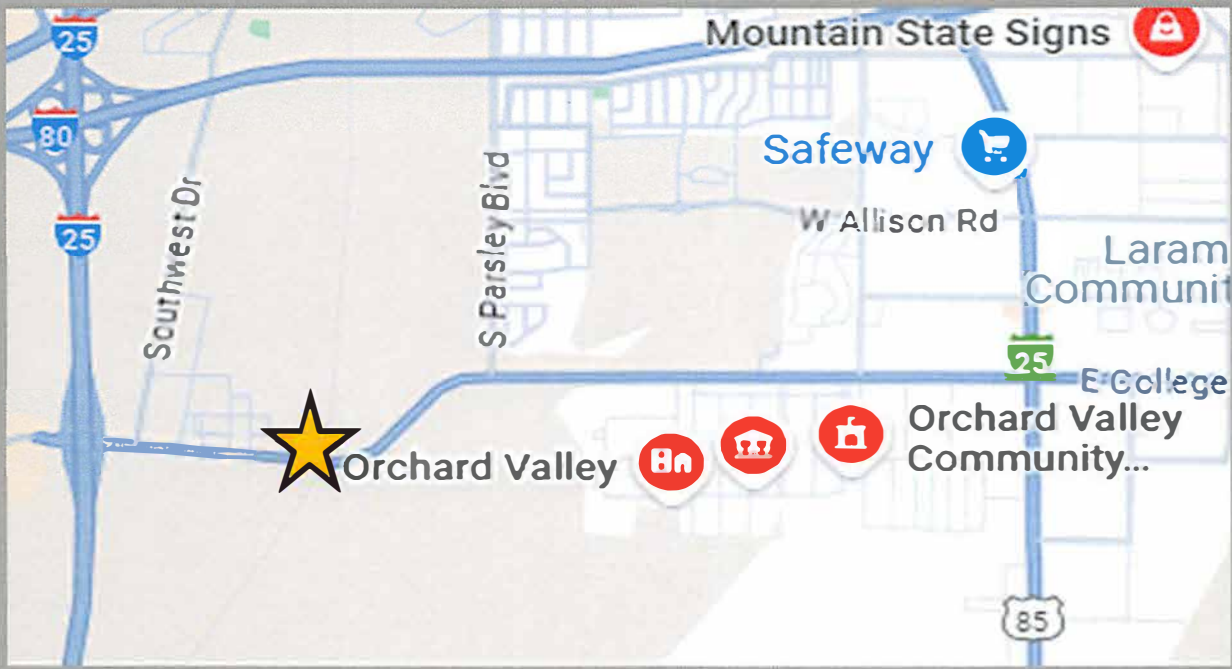 25
Mountain State Signs
80
Safeway
25
Southwest Dr
S Parsley Blvd
W Allison Rd
Laram
Communit
25
E College
Orchard Valley
Community...
Orchard Valley
85